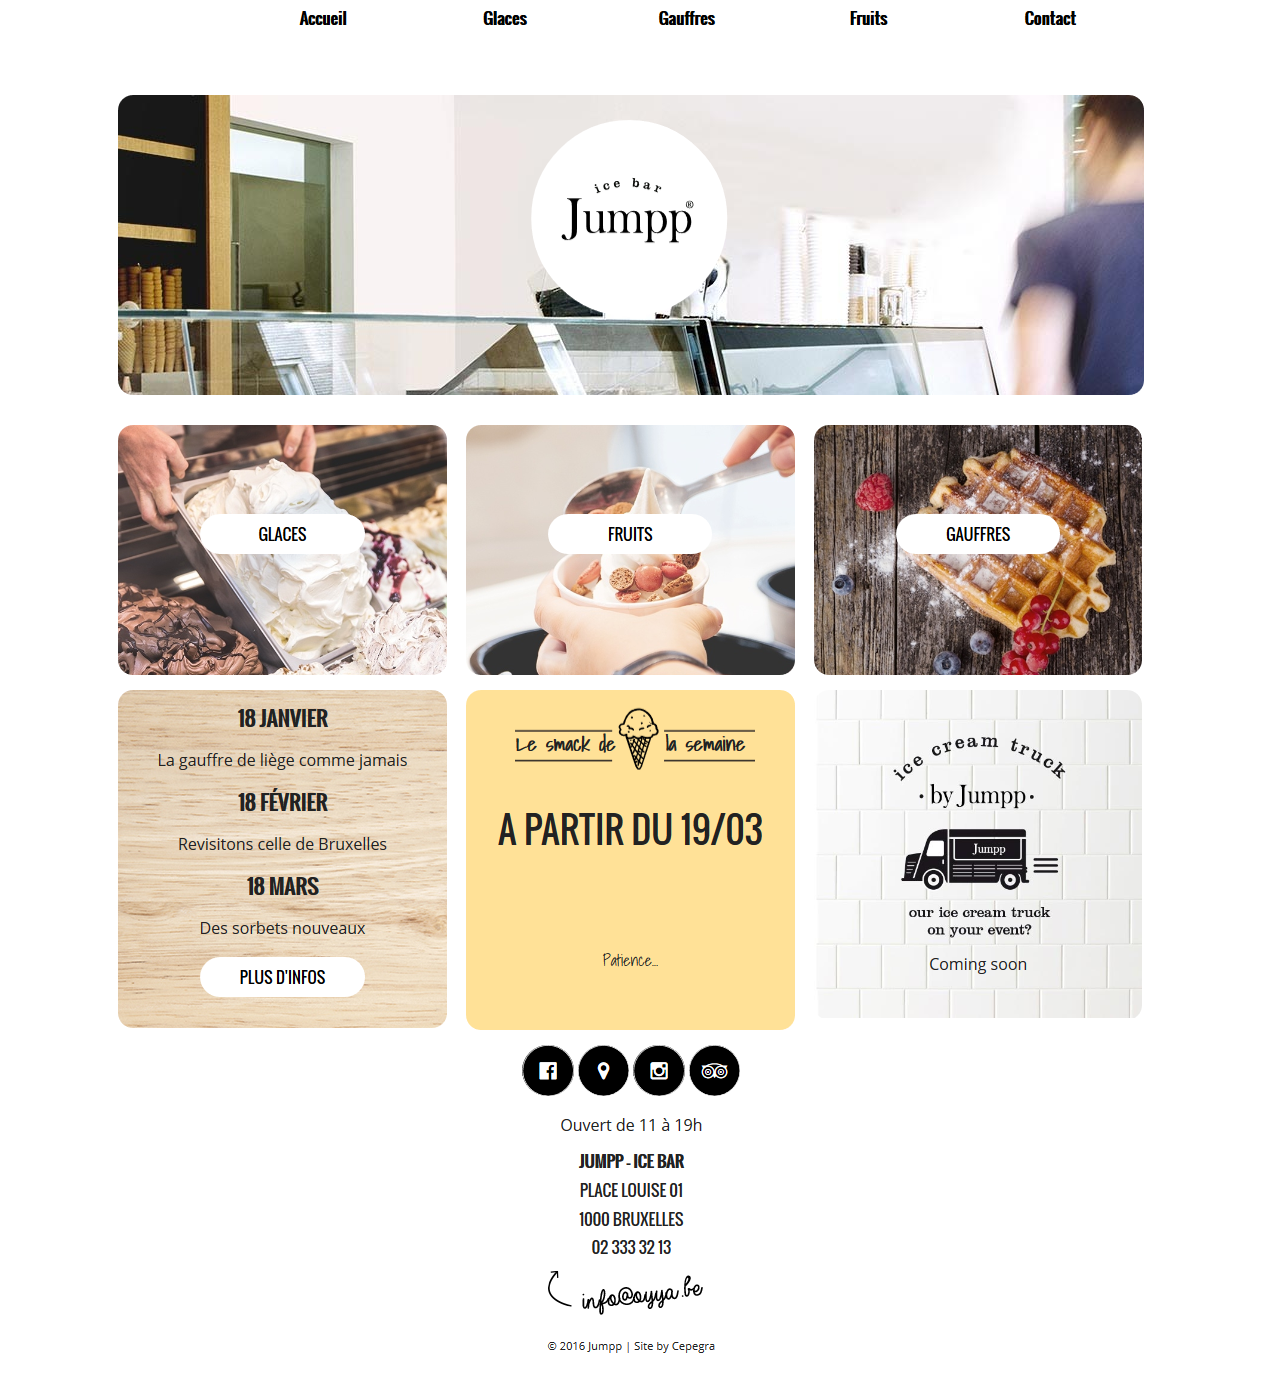 Accueil
Glaces
Gauffres
Fruits
Contact
ice bar
Jumpp®
GLACES
FRUITS
GAUFFRES
18 JANVIER
La gauffre de liège comme jamais
18 FÉVRIER
Revisitons celle de Bruxelles
18 MARS
Des sorbets nouveaux
PLUS D'INFOS
Le smack de la semaine
A PARTIR DU 19/03
Patience...
ice cream truck
· by Jumpp ·
Jumpp
our ice cream truck
on your event?
Coming soon
Ouvert de 11 à 19h
JUMPP - ICE BAR
PLACE LOUISE 01
1000 BRUXELLES
02 333 32 13
info@oyya.be
© 2016 Jumpp | Site by Cepegra